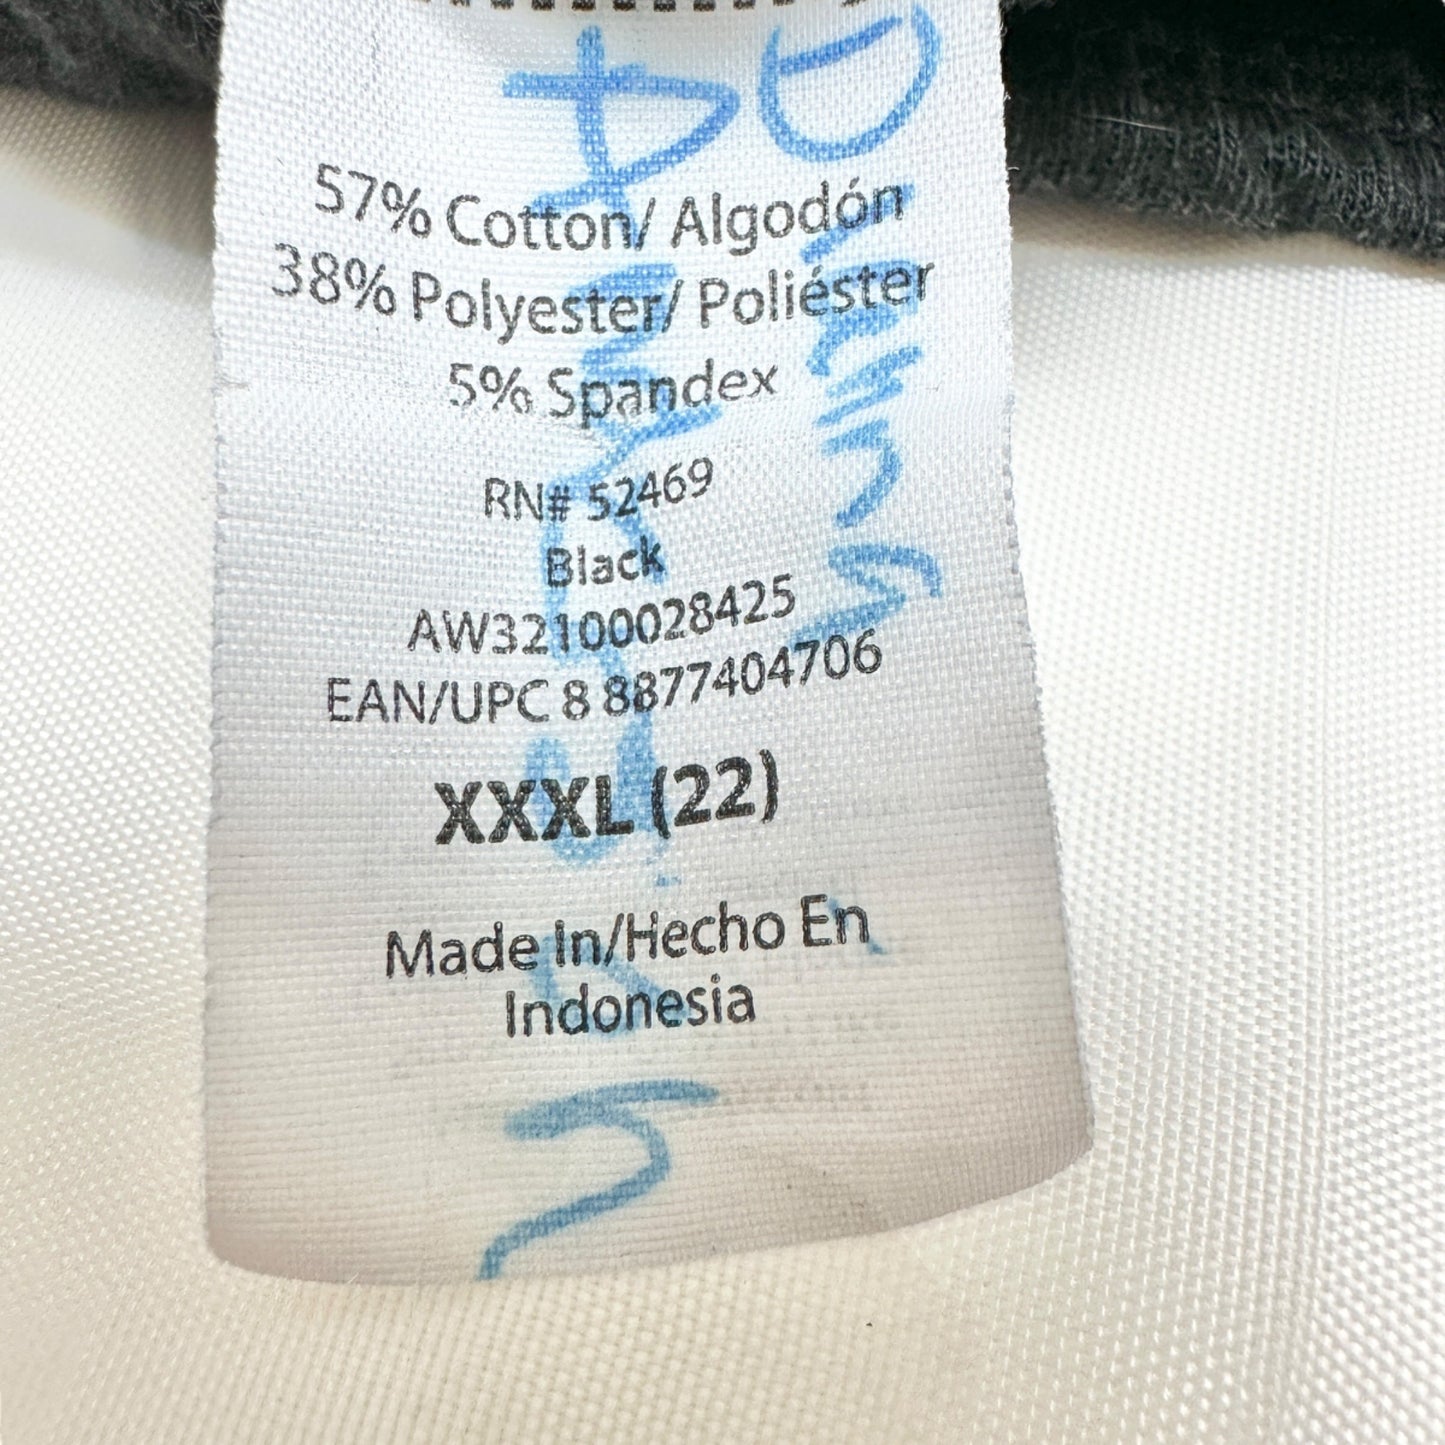 57% Cotton/ Algodón
38% Polyester/ Poliéster
5% Spandex
RN# 52469
Black
AW32100028425
EAN/UPC 8 8877404706
XXXL (22)
Made In/Hecho En
Indonesia